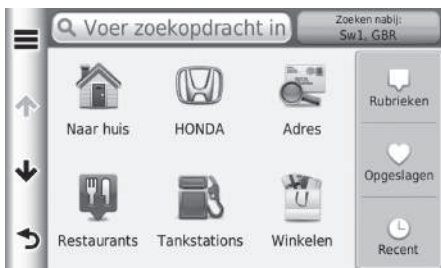 Voer zoekopdracht in
Zoeken nabij:
Sw1, GBR
Naar huis
HONDA
Adres
Rubrieken
Opgeslagen
Restaurants
Tankstations
Winkelen
Recent